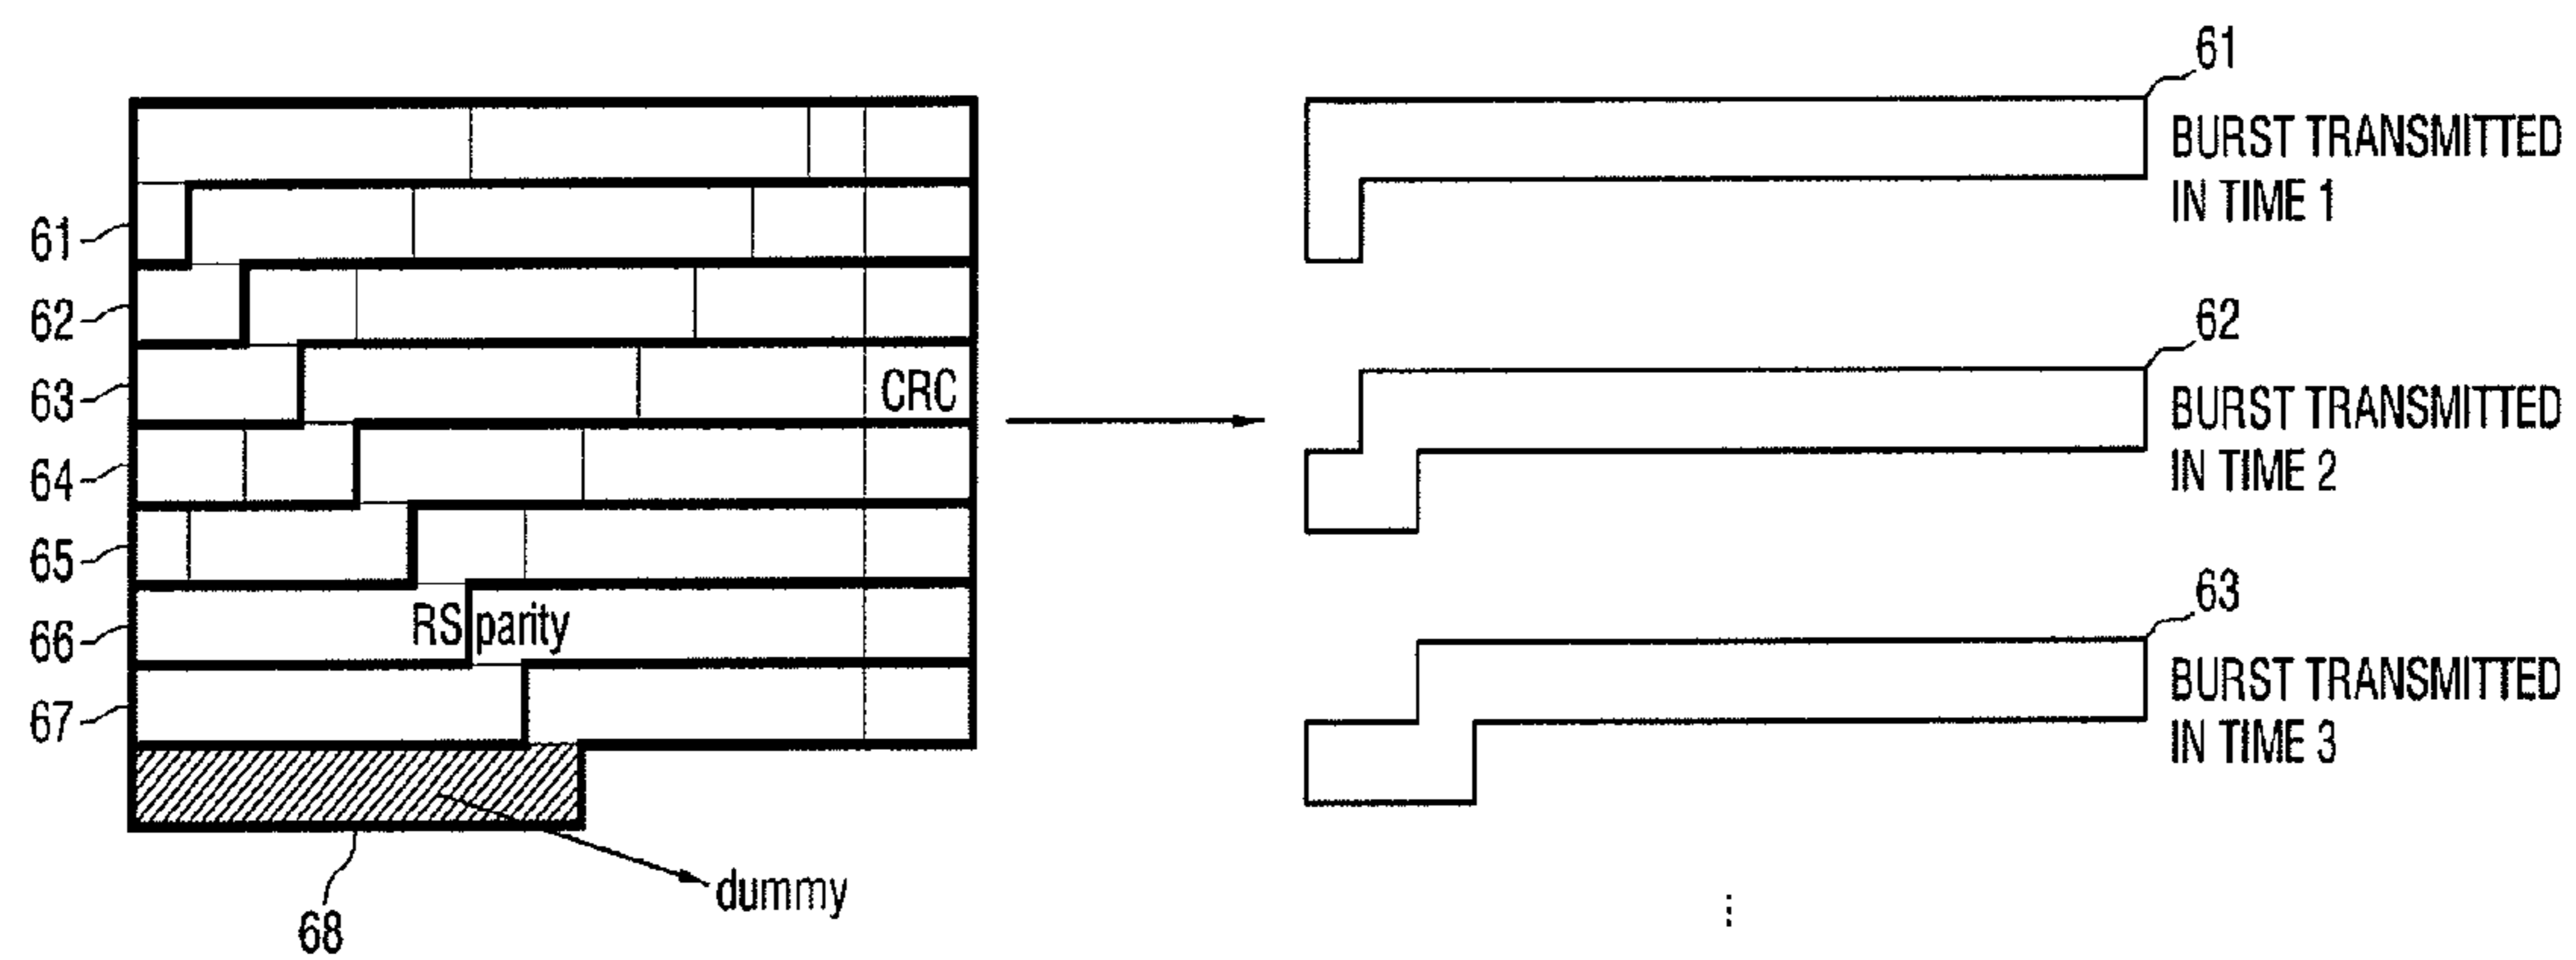 61
62
63
64
65
66
67
68
CRC
RS parity
dummy
61
BURST TRANSMITTED
IN TIME 1
62
BURST TRANSMITTED
IN TIME 2
63
BURST TRANSMITTED
IN TIME 3